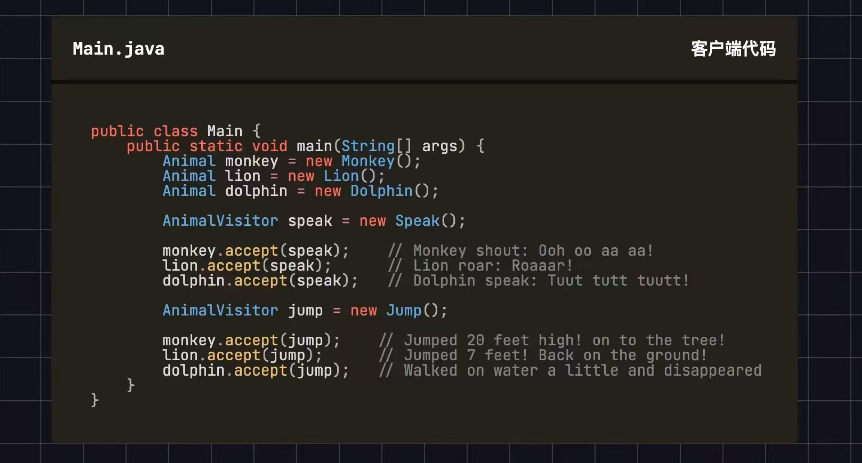 Main.java
客户端代码
public class Main {
    public static void main(String[] args) {
        Animal monkey = new Monkey();
        Animal lion = new Lion();
        Animal dolphin = new Dolphin();
        AnimalVisitor speak = new Speak();
        monkey.accept(speak);    // Monkey shout: Ooh oo aa aa!
        lion.accept(speak);      // Lion roar: Roaaar!
        dolphin.accept(speak);   // Dolphin speak: Tuut tutt tuutt!
        AnimalVisitor jump = new Jump();
        monkey.accept(jump);    // Jumped 20 feet high! on to the tree!
        lion.accept(jump);      // Jumped 7 feet! Back on the ground!
        dolphin.accept(jump);   // Walked on water a little and disappeared
    }
}